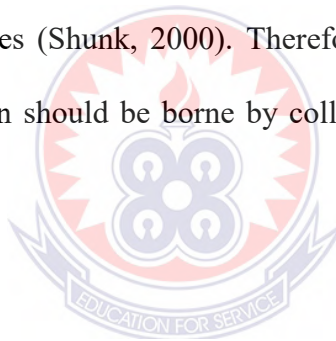 es (Shunk, 2000). Therefo
n should be borne by coll
EDUCATION FOR SERVICE